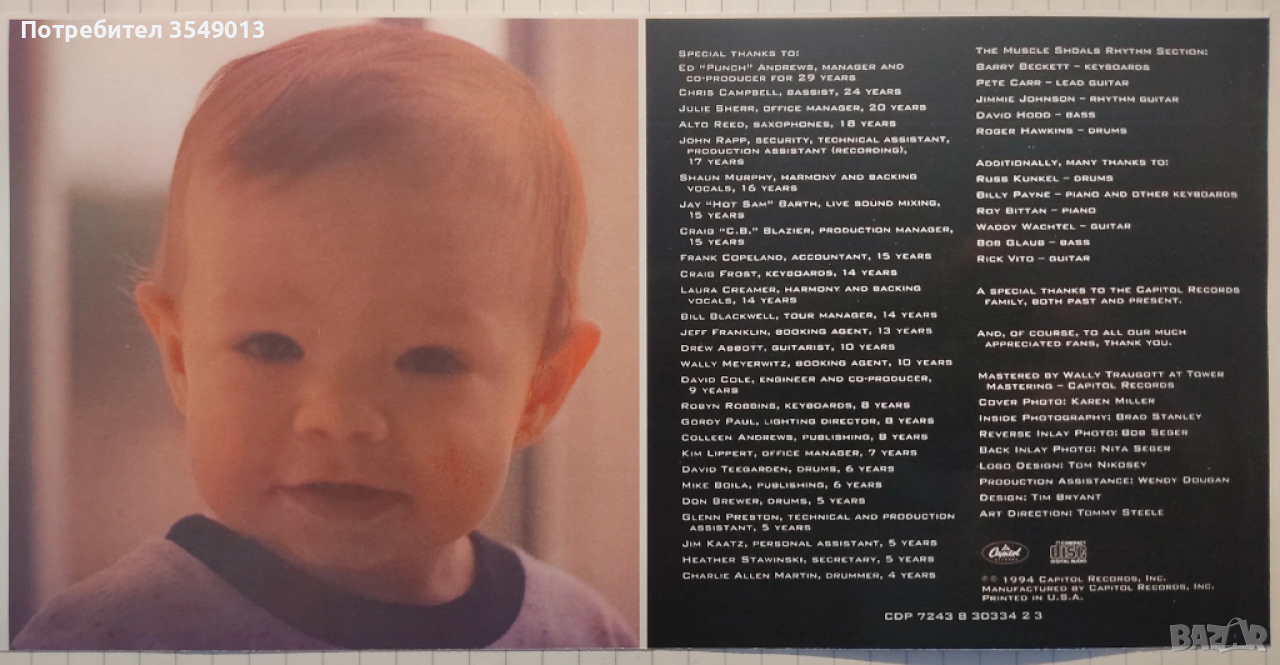 Потребител 3549013
SPECIAL THANKS TO:
ED "PUNCH" ANDREWS, MANAGER AND
CO-PRODUCER FOR 29 YEARS
CHRIS CAMPBELL, BASSIST, 24 YEARS
JULIE SHERR, OFFICE MANAGER, 20 YEARS
ALTO REED, SAXOPHONES, 18 YEARS
JOHN RAPP, SECURITY, TECHNICAL ASSISTANT,
PRODUCTION ASSISTANT (RECORDING),
17 YEARS
SHAUN MURPHY, HARMONY AND BACKING
VOCALS, 16 YEARS
JAY "HOT SAM" BARTH, LIVE SOUND MIXING,
15 YEARS
CRAIG "C.B." BLAZIER, PRODUCTION MANAGER,
15 YEARS
FRANK COPELAND, ACCOUNTANT, 15 YEARS
CRAIG FROST, KEYBOARDS, 14 YEARS
LAURA CREAMER, HARMONY AND BACKING
VOCALS, 14 YEARS
BILL BLACKWELL, TOUR MANAGER, 14 YEARS
JEFF FRANKLIN, BOOKING AGENT, 13 YEARS
DREW ABBOTT, GUITARIST, 10 YEARS
WALLY MEYERWITZ, BOOKING AGENT, 10 YEARS
DAVID COLE, ENGINEER AND CO-PRODUCER,
9 YEARS
ROBYN ROBBINS, KEYBOARDS, 8 YEARS
GORDY PAUL, LIGHTING DIRECTOR, 8 YEARS
COLLEEN ANDREWS, PUBLISHING, 8 YEARS
KIM LIPPERT, OFFICE MANAGER, 7 YEARS
DAVID TEEGARDEN, DRUMS, 6 YEARS
MIKE BOILA, PUBLISHING, 6 YEARS
DON BREWER, DRUMS, 5 YEARS
GLENN PRESTON, TECHNICAL AND PRODUCTION
ASSISTANT, 5 YEARS
JIM KAATZ, PERSONAL ASSISTANT, 5 YEARS
HEATHER STAWINSKI, SECRETARY, 5 YEARS
CHARLIE ALLEN MARTIN, DRUMMER, 4 YEARS
THE MUSCLE SHOALS RHYTHM SECTION:
BARRY BECKETT – KEYBOARDS
PETE CARR – LEAD GUITAR
JIMMIE JOHNSON – RHYTHM GUITAR
DAVID HOOD – BASS
ROGER HAWKINS – DRUMS
ADDITIONALLY, MANY THANKS TO:
RUSS KUNKEL – DRUMS
BILLY PAYNE – PIANO AND OTHER KEYBOARDS
ROY BITTAN – PIANO
WADDY WACHTEL – GUITAR
BOB GLAUB – BASS
RICK VITO – GUITAR
A SPECIAL THANKS TO THE CAPITOL RECORDS
FAMILY, BOTH PAST AND PRESENT.
AND, OF COURSE, TO ALL OUR MUCH
APPRECIATED FANS, THANK YOU.
MASTERED BY WALLY TRAUGOTT AT TOWER
MASTERING – CAPITOL RECORDS
COVER PHOTO: KAREN MILLER
INSIDE PHOTOGRAPHY: BRAD STANLEY
REVERSE INLAY PHOTO: BOB SEGER
BACK INLAY PHOTO: NITA SEGER
LOGO DESIGN: TOM NIKOSEY
PRODUCTION ASSISTANCE: WENDY DOUGAN
DESIGN: TIM BRYANT
ART DIRECTION: TOMMY STEELE
Capitol
COMPACT disc DIGITAL AUDIO
℗© 1994 CAPITOL RECORDS, INC.
MANUFACTURED BY CAPITOL RECORDS, INC.
PRINTED IN U.S.A.
CDP 7243 8 30334 2 3
BAZAR